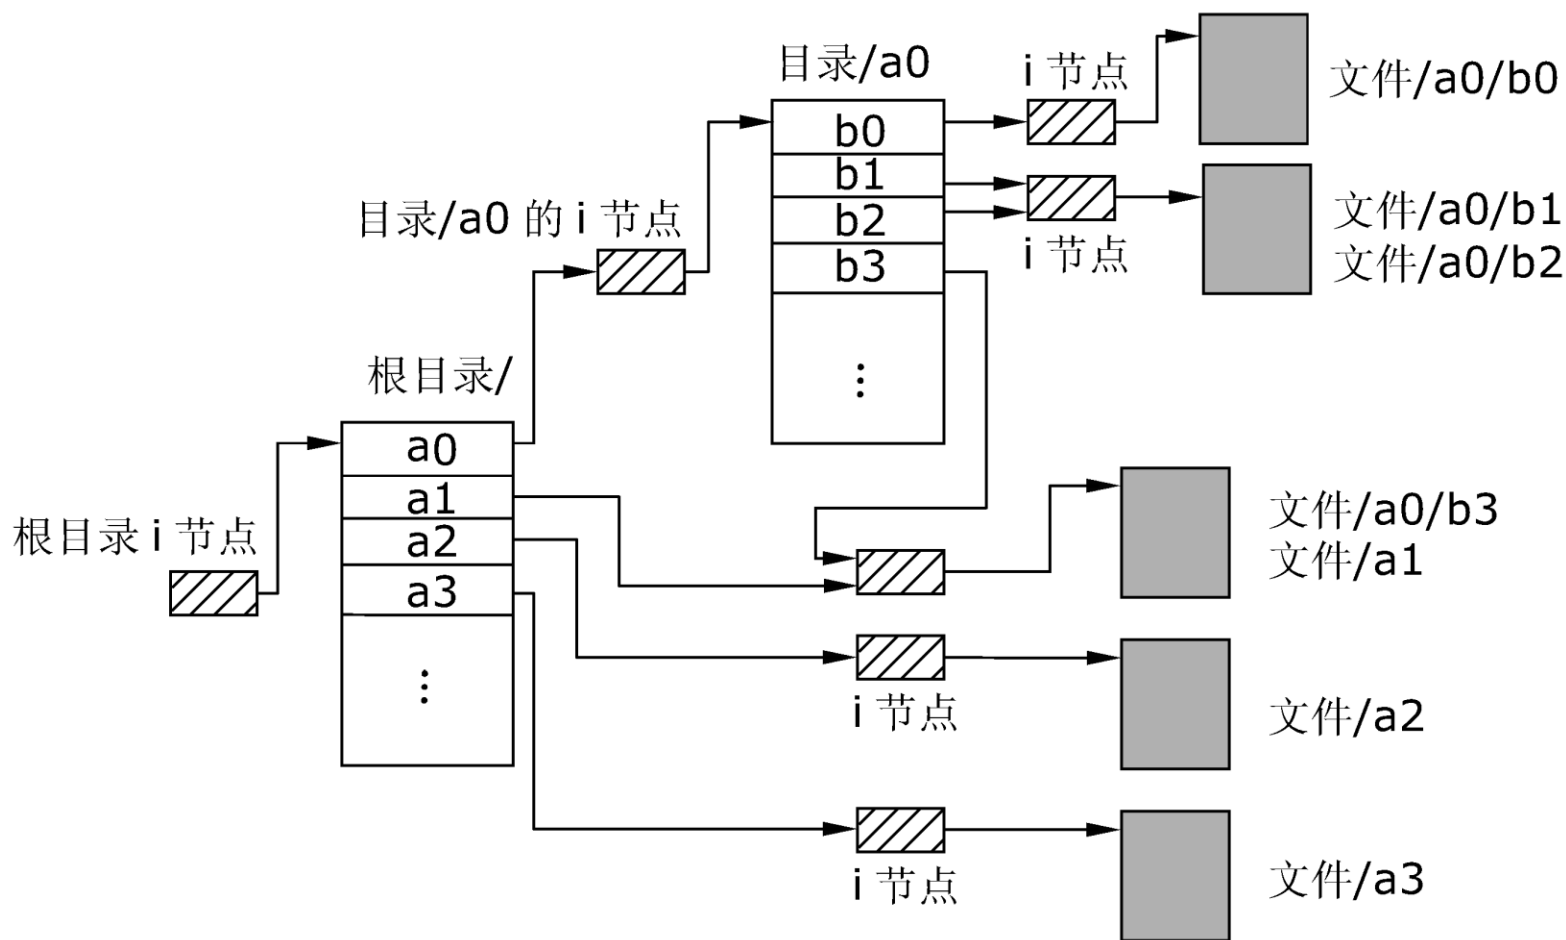 目录/a0
i 节点
文件/a0/b0
b0
b1
b2
b3
⋮
i 节点
文件/a0/b1
文件/a0/b2
目录/a0 的 i 节点
根目录/
a0
a1
a2
a3
⋮
根目录 i 节点
文件/a0/b3
文件/a1
i 节点
文件/a2
i 节点
文件/a3